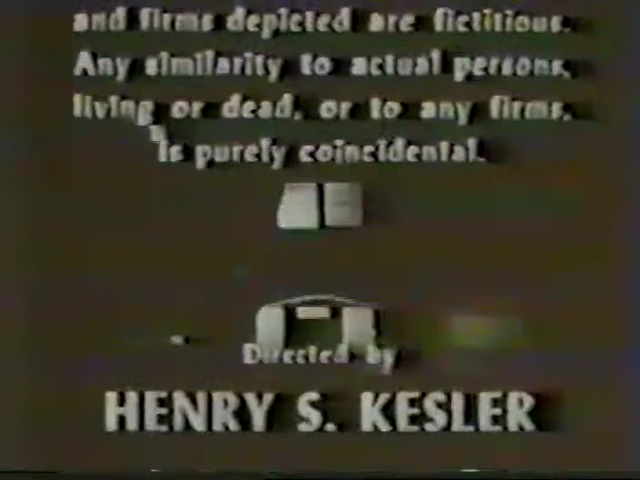 and firms depicted are fictitious.
Any similarity to actual persons,
living or dead, or to any firms,
is purely coincidental.
Directed by
HENRY S. KESLER